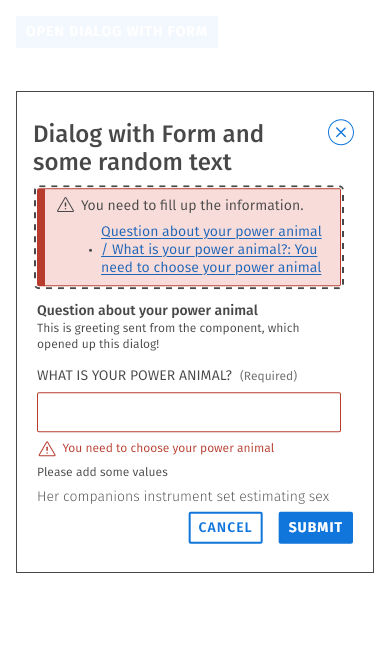 OPEN DIALOG WITH FORM
Dialog with Form and
some random text
You need to fill up the information.
• Question about your power animal
/ What is your power animal?: You
need to choose your power animal
Question about your power animal
This is greeting sent from the component, which
opened up this dialog!
WHAT IS YOUR POWER ANIMAL? (Required)
You need to choose your power animal
Please add some values
Her companions instrument set estimating sex
CANCEL SUBMIT